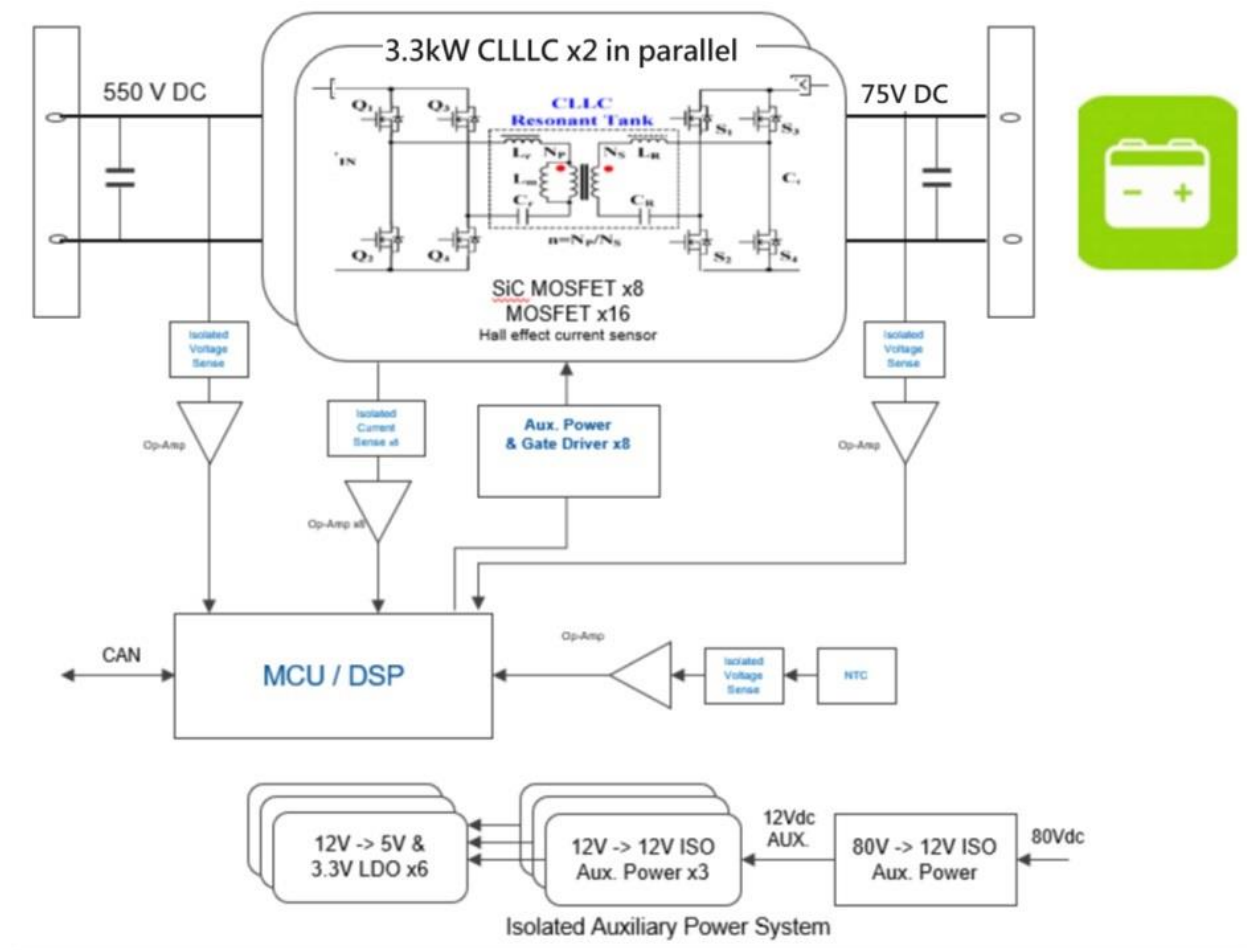 3.3kW CLLLC x2 in parallel
550 V DC
75V DC
CLLC
Resonant Tank
Q₁
Q₃
S₁
S₃
IN
Lᵣ
Nₚ
Nₛ
L_R
Lₘ
Cᵣ
C_R
n=Nₚ/Nₛ
Q₂
Q₄
S₂
S₄
SiC MOSFET x8
MOSFET x16
Hall effect current sensor
Isolated
Voltage
Sense
Isolated
Voltage
Sense
Isolated
Current
Sense x8
Aux. Power
& Gate Driver x8
Op-Amp
Op-Amp
Op-Amp x8
CAN
MCU / DSP
Op-Amp
Isolated
Voltage
Sense
NTC
12V -> 5V &
3.3V LDO x6
12V -> 12V ISO
Aux. Power x3
12Vdc
AUX.
80V -> 12V ISO
Aux. Power
80Vdc
Isolated Auxiliary Power System